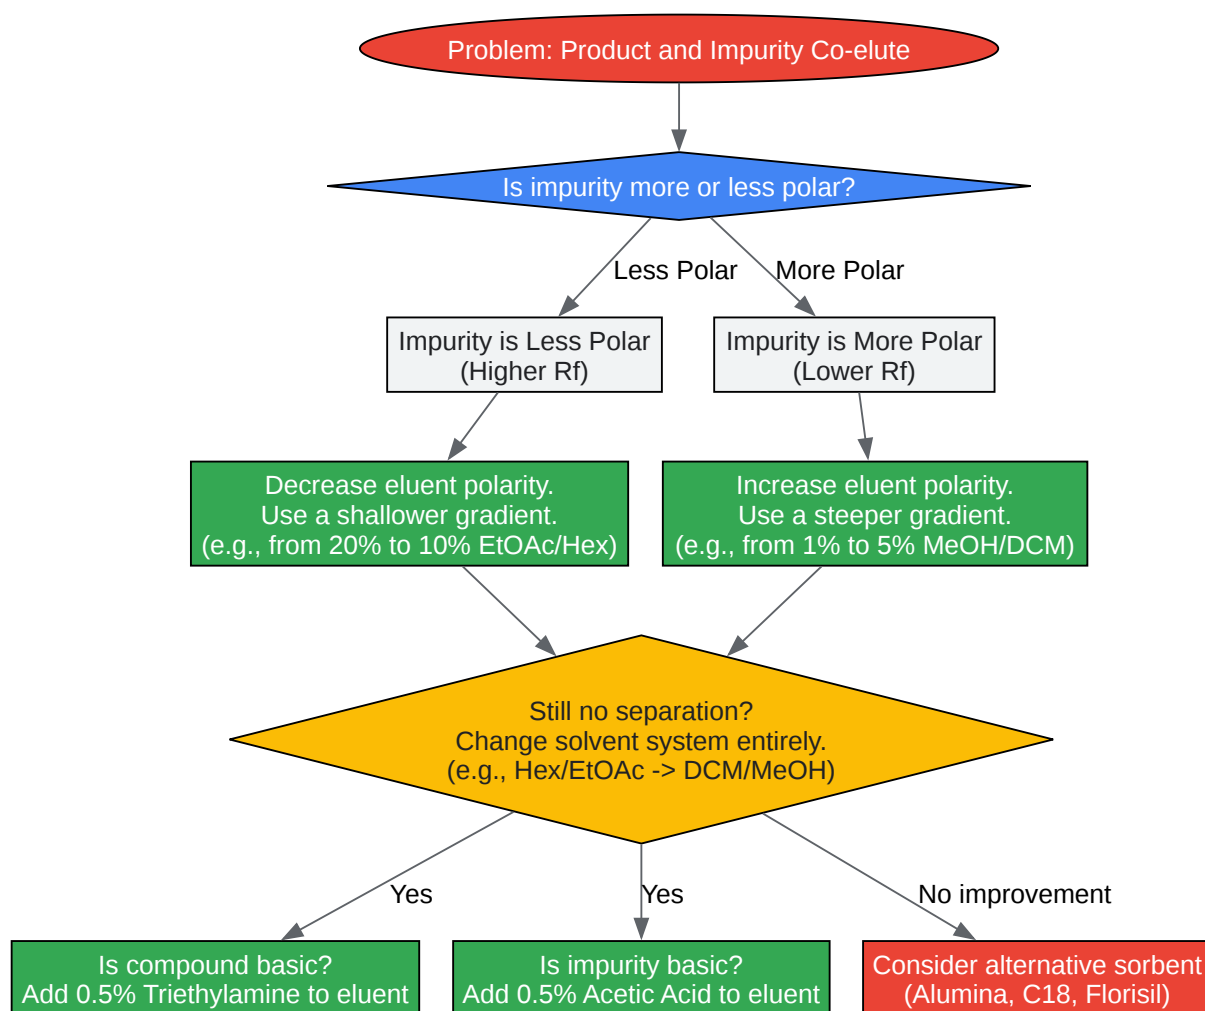 Problem: Product and Impurity Co-elute
Is impurity more or less polar?
Less Polar
More Polar
Impurity is Less Polar
(Higher Rf)
Impurity is More Polar
(Lower Rf)
Decrease eluent polarity.
Use a shallower gradient.
(e.g., from 20% to 10% EtOAc/Hex)
Increase eluent polarity.
Use a steeper gradient.
(e.g., from 1% to 5% MeOH/DCM)
Still no separation?
Change solvent system entirely.
(e.g., Hex/EtOAc -> DCM/MeOH)
Yes
Yes
No improvement
Is compound basic?
Add 0.5% Triethylamine to eluent
Is impurity basic?
Add 0.5% Acetic Acid to eluent
Consider alternative sorbent
(Alumina, C18, Florisil)